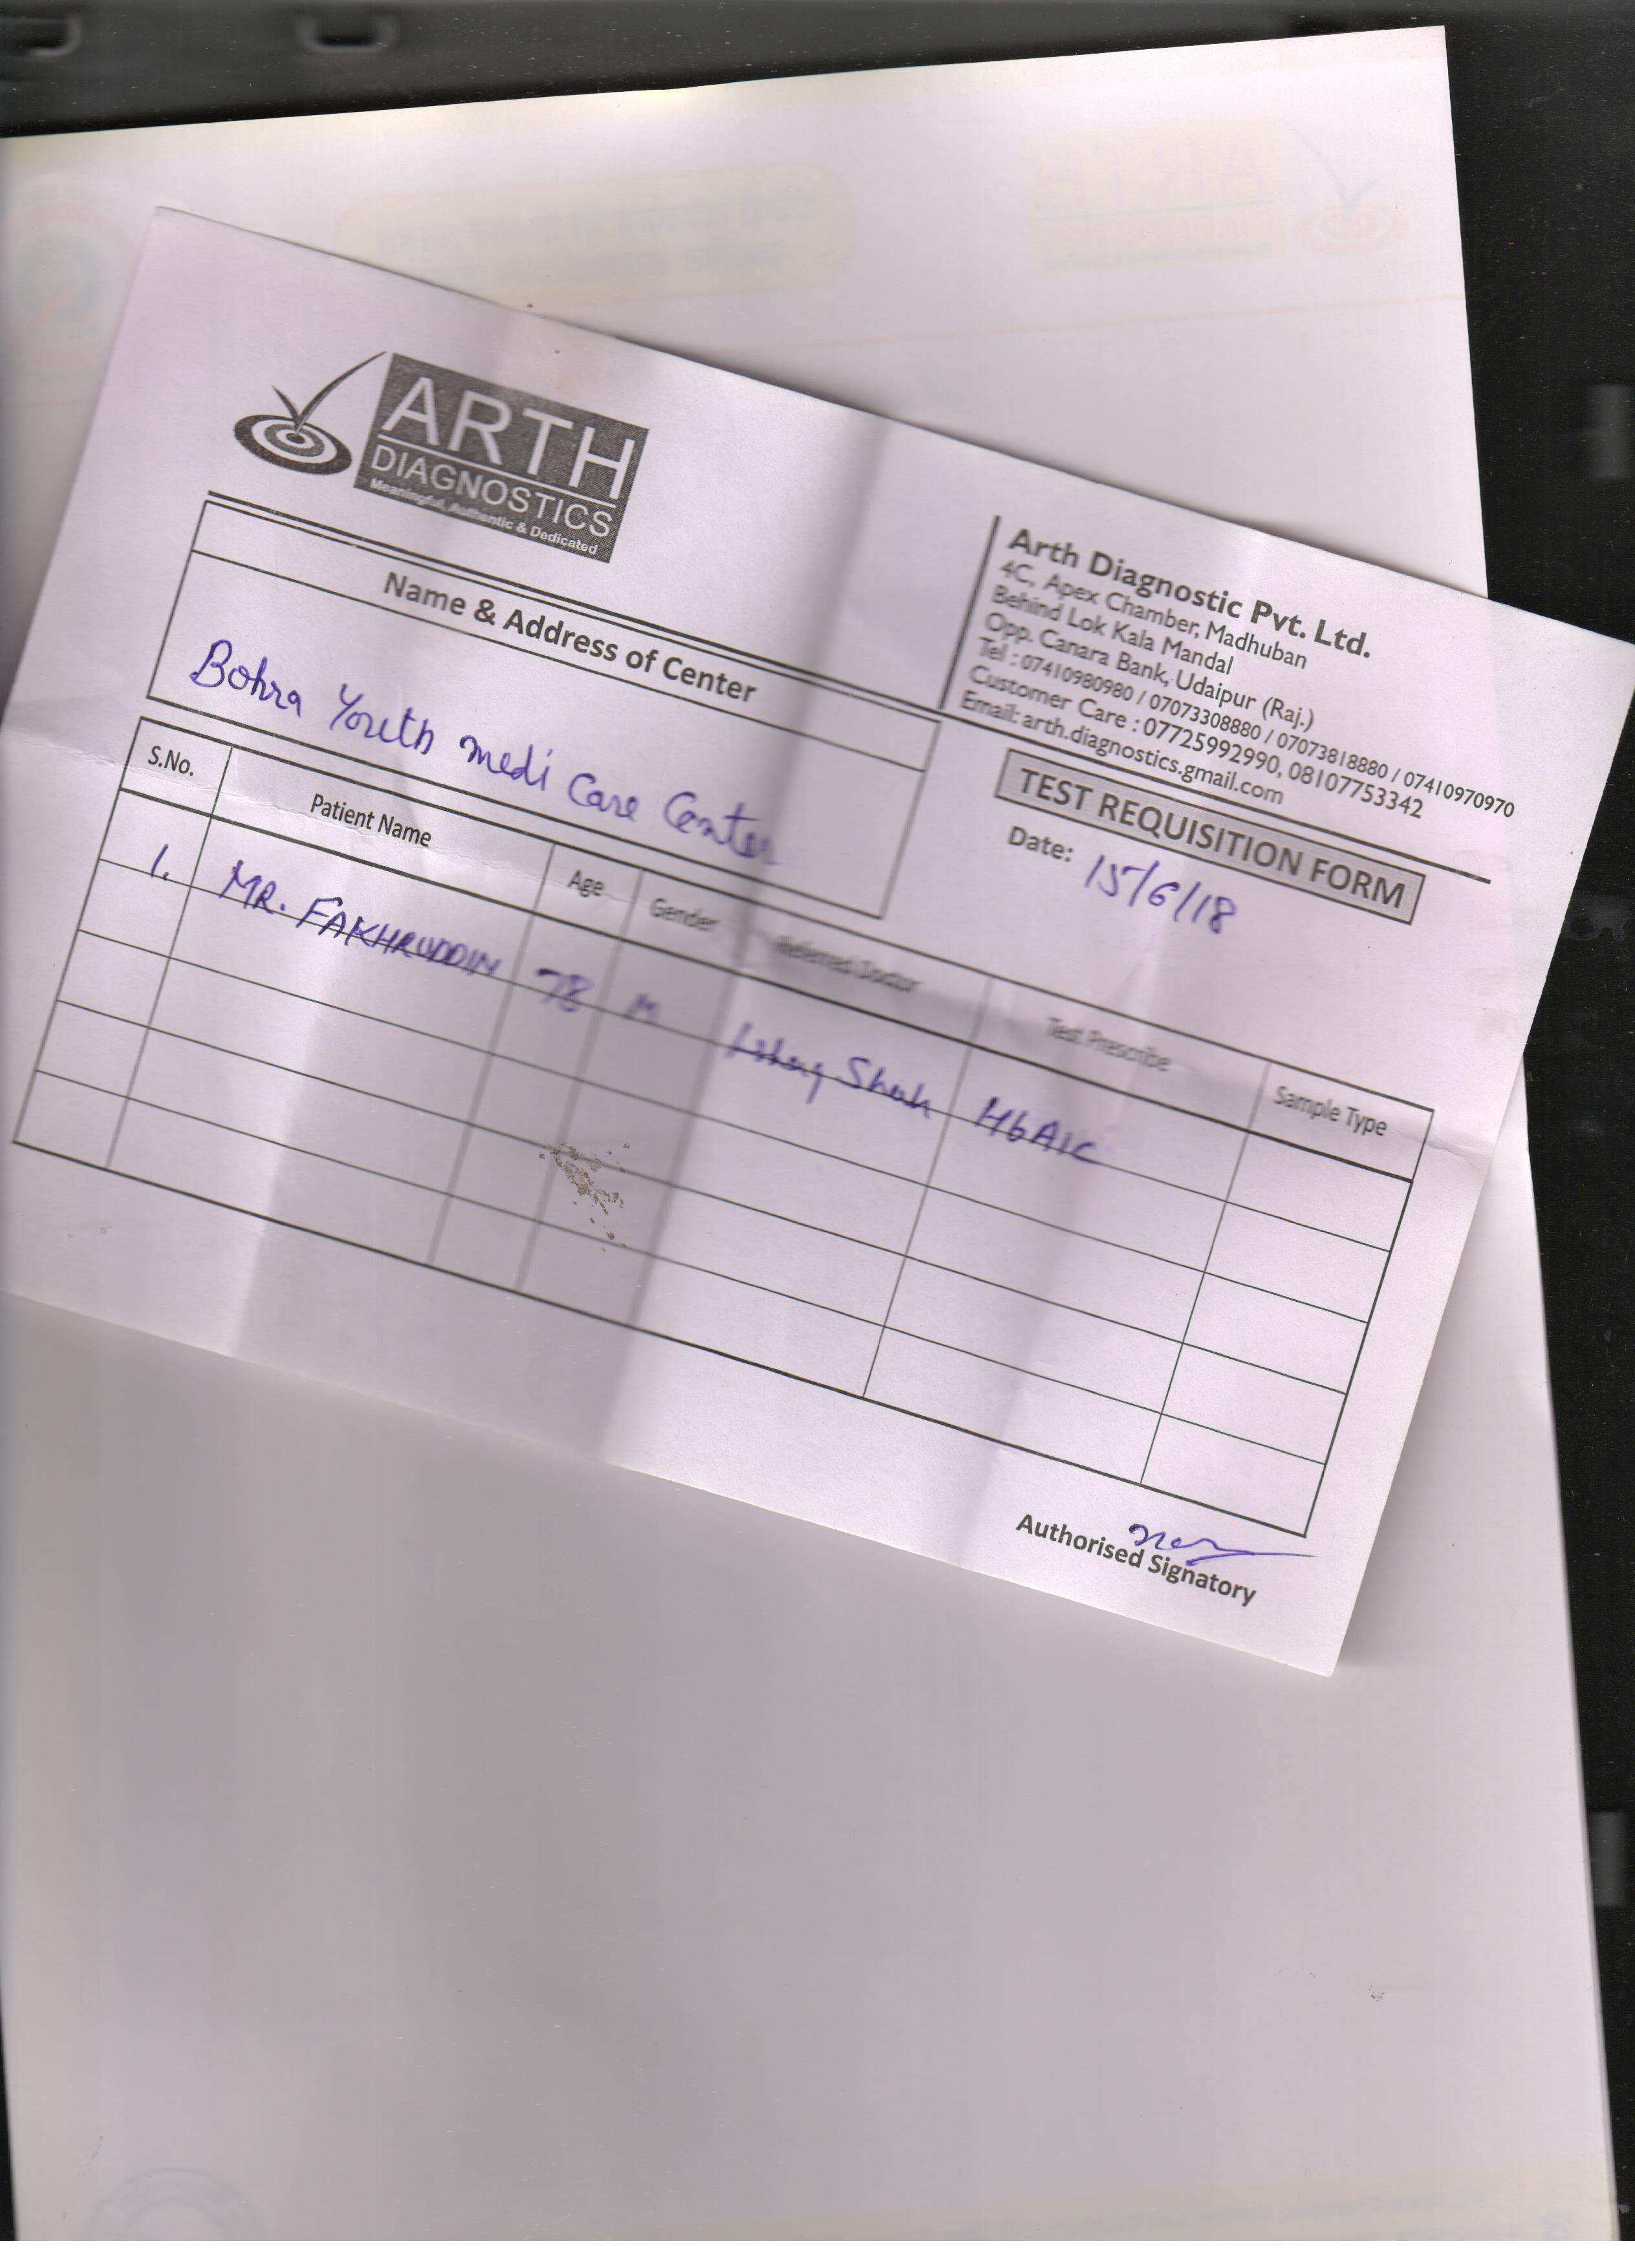 ARTH
DIAGNOSTICS
Meaningful, Authentic & Dedicated
Arth Diagnostic Pvt. Ltd.
4C, Apex Chamber, Madhuban
Behind Lok Kala Mandal
Opp. Canara Bank, Udaipur (Raj.)
Tel : 07410980980 / 07073308880 / 07073818880 / 07410970970
Customer Care : 07725992990, 08107753342
Email: arth.diagnostics.gmail.com
Name & Address of Center
Bohra Youth medi Care Center
TEST REQUISITION FORM
Date: 15/6/18
S.No. Patient Name Age Gender Referred Doctor Test Prescribe Sample Type
1. MR. FAKHRUDDIN 78 M Shah HbA1c
Authorised Signatory